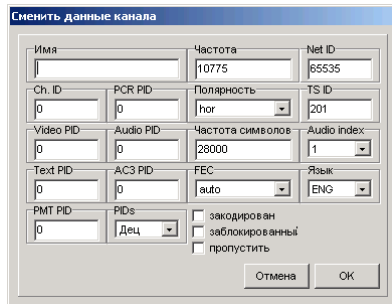 Сменить данные канала
Имя Частота Net ID
10775 65535
Ch. ID PCR PID Полярность TS ID
0 0 hor 201
Video PID Audio PID Частота символов Audio index
0 0 28000 1
Text PID AC3 PID FEC Язык
0 0 auto ENG
PMT PID PIDs закодирован
0 Дец заблокированны
пропустить
Отмена OK